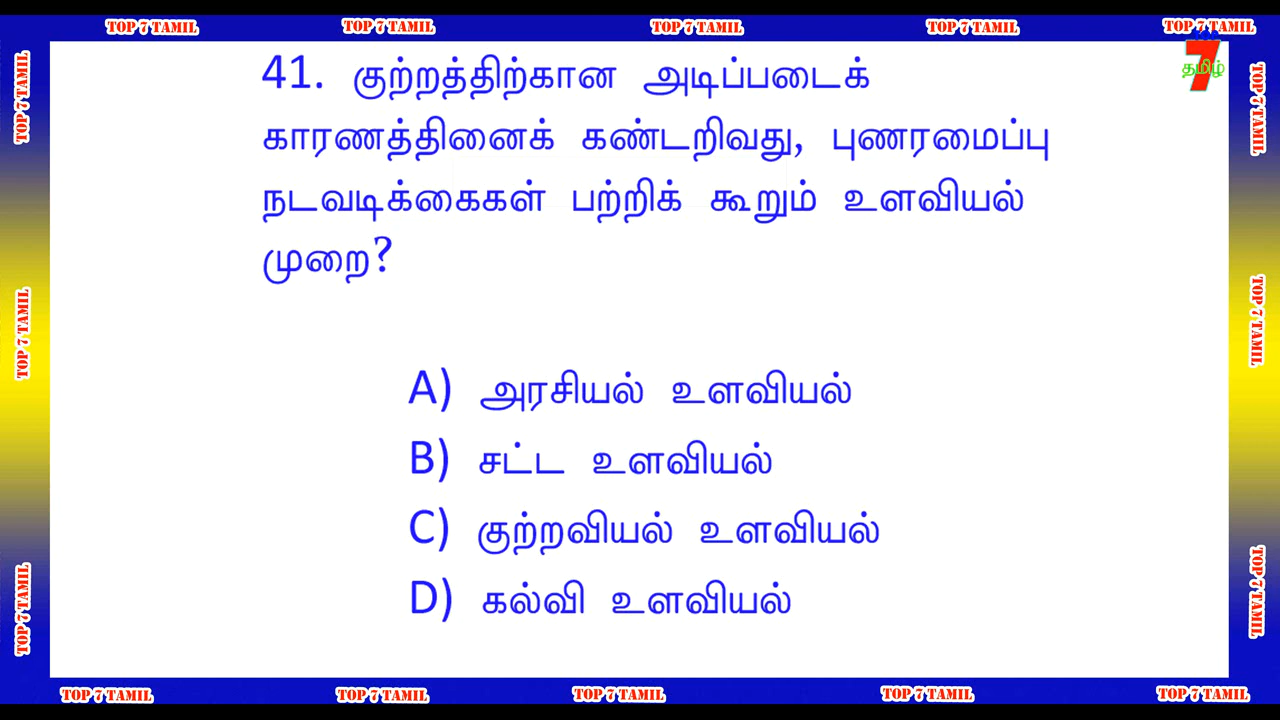 TOP 7 TAMIL TOP 7 TAMIL TOP 7 TAMIL TOP 7 TAMIL TOP 7 TAMIL
7
தமிழ்
41. குற்றத்திற்கான அடிப்படைக்
காரணத்தினைக் கண்டறிவது, புணரமைப்பு
நடவடிக்கைகள் பற்றிக் கூறும் உளவியல்
முறை?
A) அரசியல் உளவியல்
B) சட்ட உளவியல்
C) குற்றவியல் உளவியல்
D) கல்வி உளவியல்
TOP 7 TAMIL
TOP 7 TAMIL
TOP 7 TAMIL
TOP 7 TAMIL
TOP 7 TAMIL
TOP 7 TAMIL
TOP 7 TAMIL TOP 7 TAMIL TOP 7 TAMIL TOP 7 TAMIL TOP 7 TAMIL